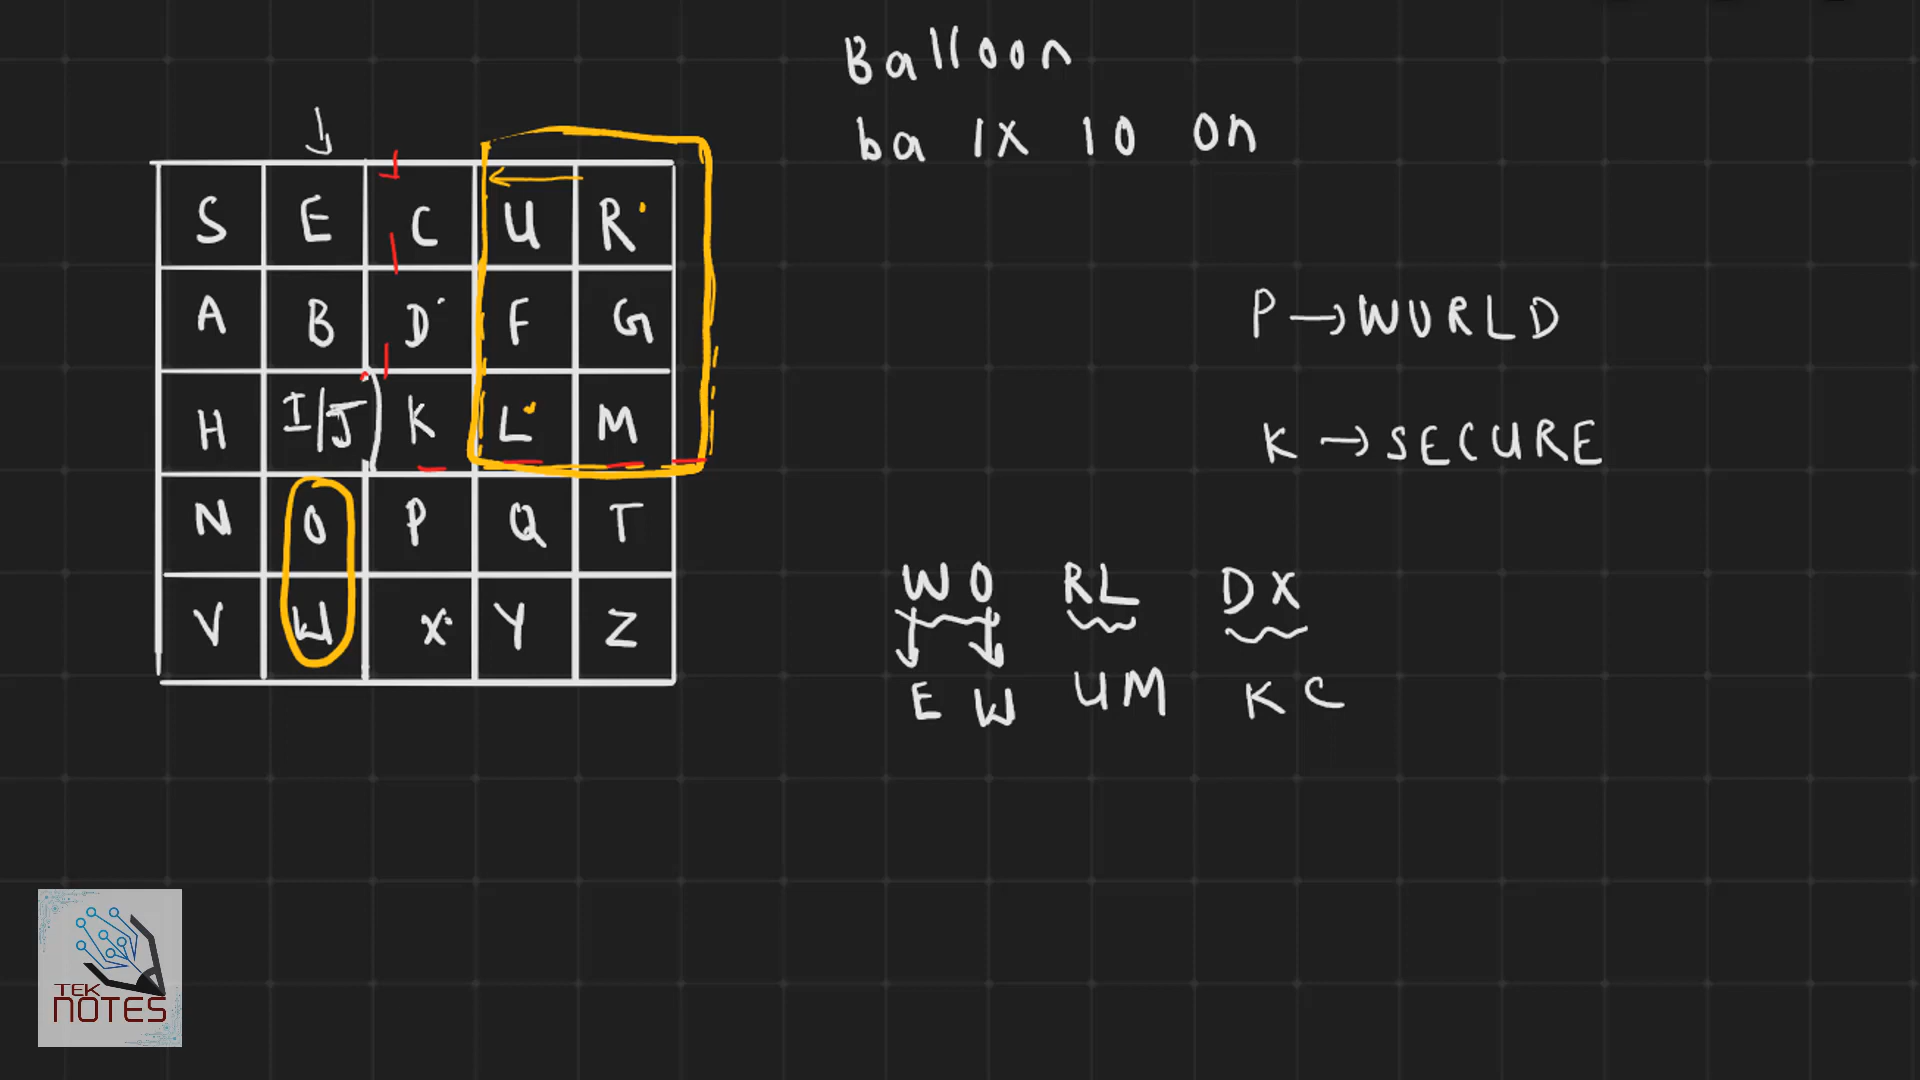 Balloon
ba lx lo on
S E C U R
A B D F G
H I/J K L M
N O P Q T
V W X Y Z
P → WURLD
K → SECURE
WO RL DX
EW UM KC
TEK
NOTES